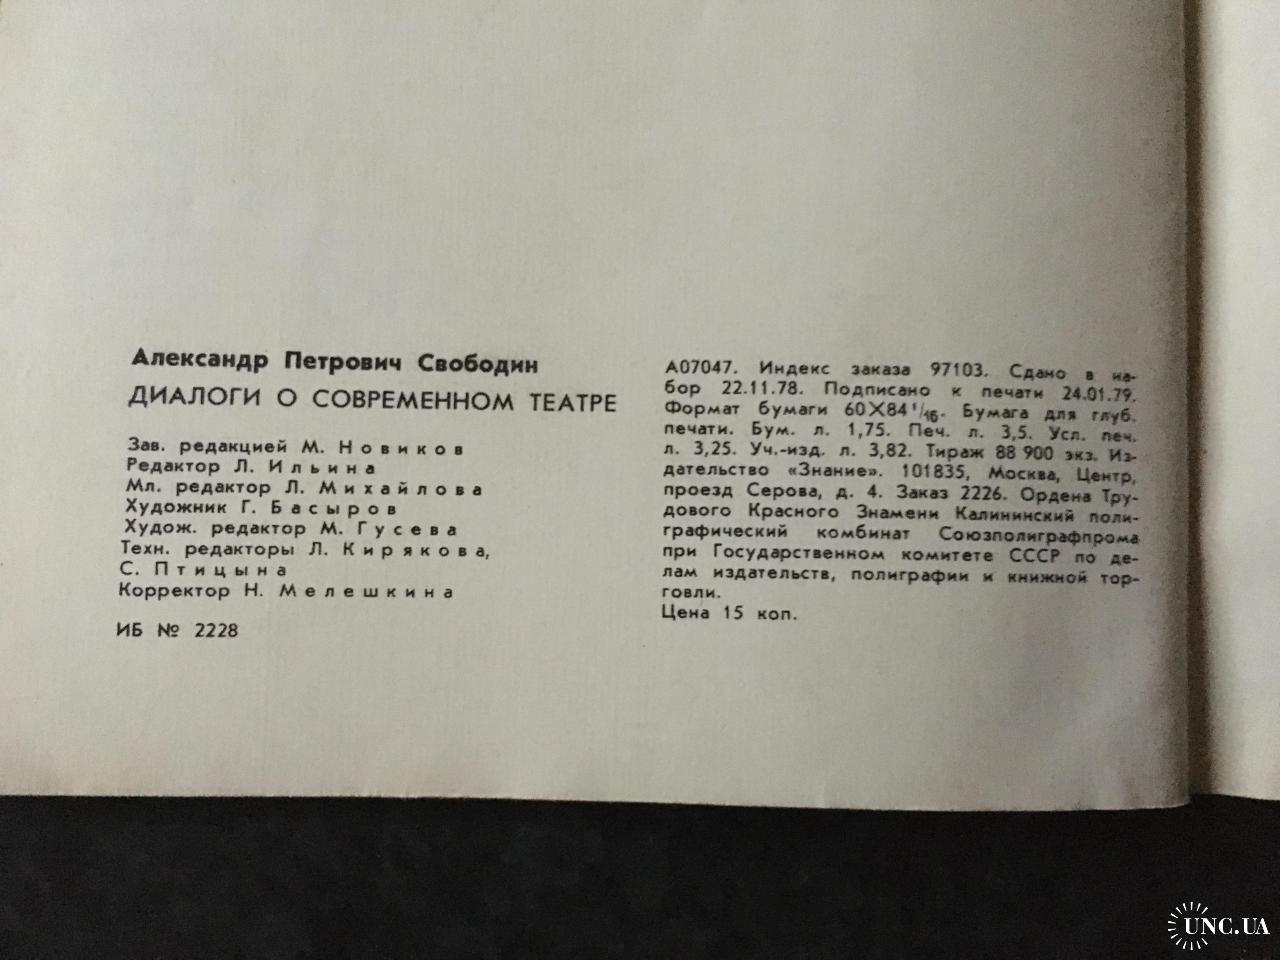 Александр Петрович Свободин
ДИАЛОГИ О СОВРЕМЕННОМ ТЕАТРЕ
Зав. редакцией М. Новиков
Редактор Л. Ильина
Мл. редактор Л. Михайлова
Художник Г. Басыров
Худож. редактор М. Гусева
Техн. редакторы Л. Кирякова,
С. Птицына
Корректор Н. Мелешкина
ИБ № 2228
А07047. Индекс заказа 97103. Сдано в на-
бор 22.11.78. Подписано к печати 24.01.79.
Формат бумаги 60X84 1/16. Бумага для глуб.
печати. Бум. л. 1,75. Печ. л. 3,5. Усл. печ.
л. 3,25. Уч.-изд. л. 3,82. Тираж 88 900 экз. Из-
дательство «Знание». 101835, Москва, Центр,
проезд Серова, д. 4. Заказ 2226. Ордена Тру-
дового Красного Знамени Калининский поли-
графический комбинат Союзполиграфпрома
при Государственном комитете СССР по де-
лам издательств, полиграфии и книжной тор-
говли.
Цена 15 коп.
UNC.UA